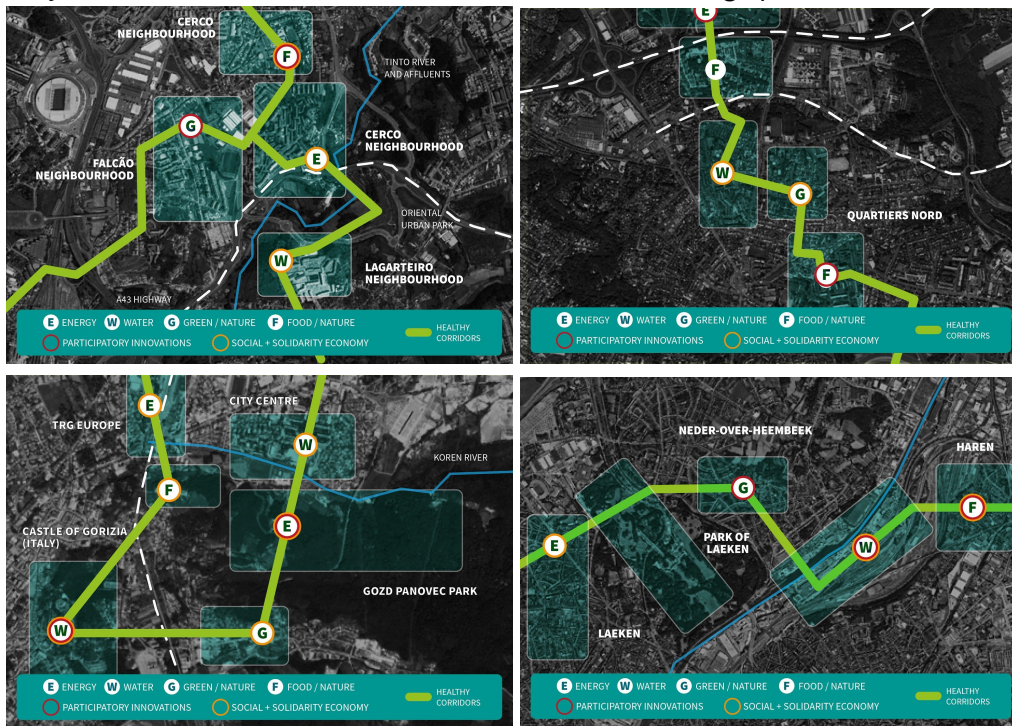 CERCO
NEIGHBOURHOOD
F
TINTO RIVER
AND AFFLUENTS
G
CERCO
NEIGHBOURHOOD
E
FALCÃO
NEIGHBOURHOOD
ORIENTAL
URBAN PARK
W
LAGARTEIRO
NEIGHBOURHOOD
A43 HIGHWAY
E ENERGY W WATER G GREEN / NATURE F FOOD / NATURE
PARTICIPATORY INNOVATIONS SOCIAL + SOLIDARITY ECONOMY
HEALTHY
CORRIDORS
E
F
W
G
QUARTIERS NORD
F
E ENERGY W WATER G GREEN / NATURE F FOOD / NATURE
PARTICIPATORY INNOVATIONS SOCIAL + SOLIDARITY ECONOMY
HEALTHY
CORRIDORS
E
CITY CENTRE
TRG EUROPE
W
KOREN RIVER
F
CASTLE OF GORIZIA
(ITALY)
E
GOZD PANOVEC PARK
W
G
E ENERGY W WATER G GREEN / NATURE F FOOD / NATURE
PARTICIPATORY INNOVATIONS SOCIAL + SOLIDARITY ECONOMY
HEALTHY
CORRIDORS
NEDER-OVER-HEEMBEEK
HAREN
G
F
PARK OF
LAEKEN
E
W
LAEKEN
E ENERGY W WATER G GREEN / NATURE F FOOD / NATURE
PARTICIPATORY INNOVATIONS SOCIAL + SOLIDARITY ECONOMY
HEALTHY
CORRIDORS